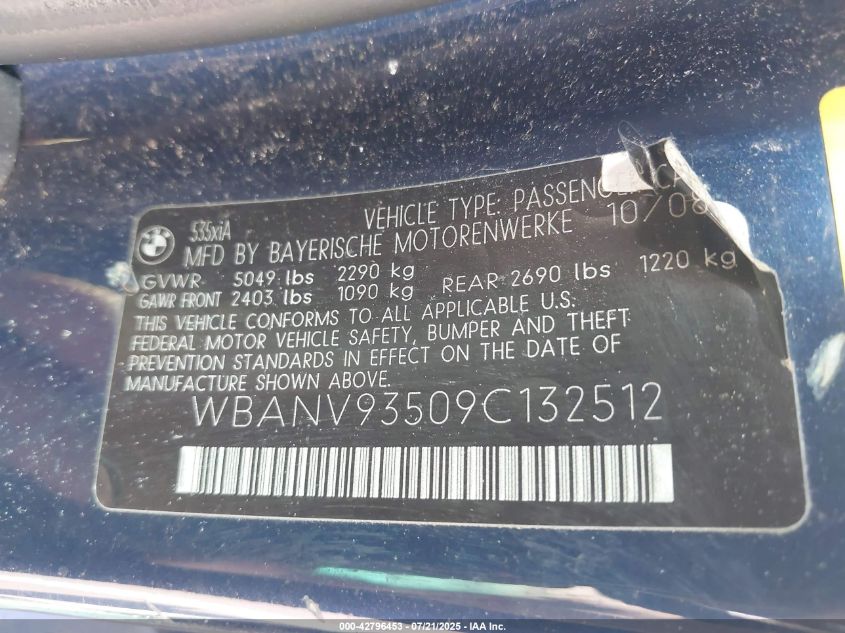 535xiA VEHICLE TYPE: PASSENGER CA
MFD BY BAYERISCHE MOTORENWERKE 10/08
GVWR 5049 lbs 2290 kg
GAWR FRONT 2403 lbs 1090 kg REAR 2690 lbs 1220 kg
THIS VEHICLE CONFORMS TO ALL APPLICABLE U.S.
FEDERAL MOTOR VEHICLE SAFETY, BUMPER AND THEFT
PREVENTION STANDARDS IN EFFECT ON THE DATE OF
MANUFACTURE SHOWN ABOVE.
WBANV93509C132512
000-42796453 - 07/21/2025 - IAA Inc.